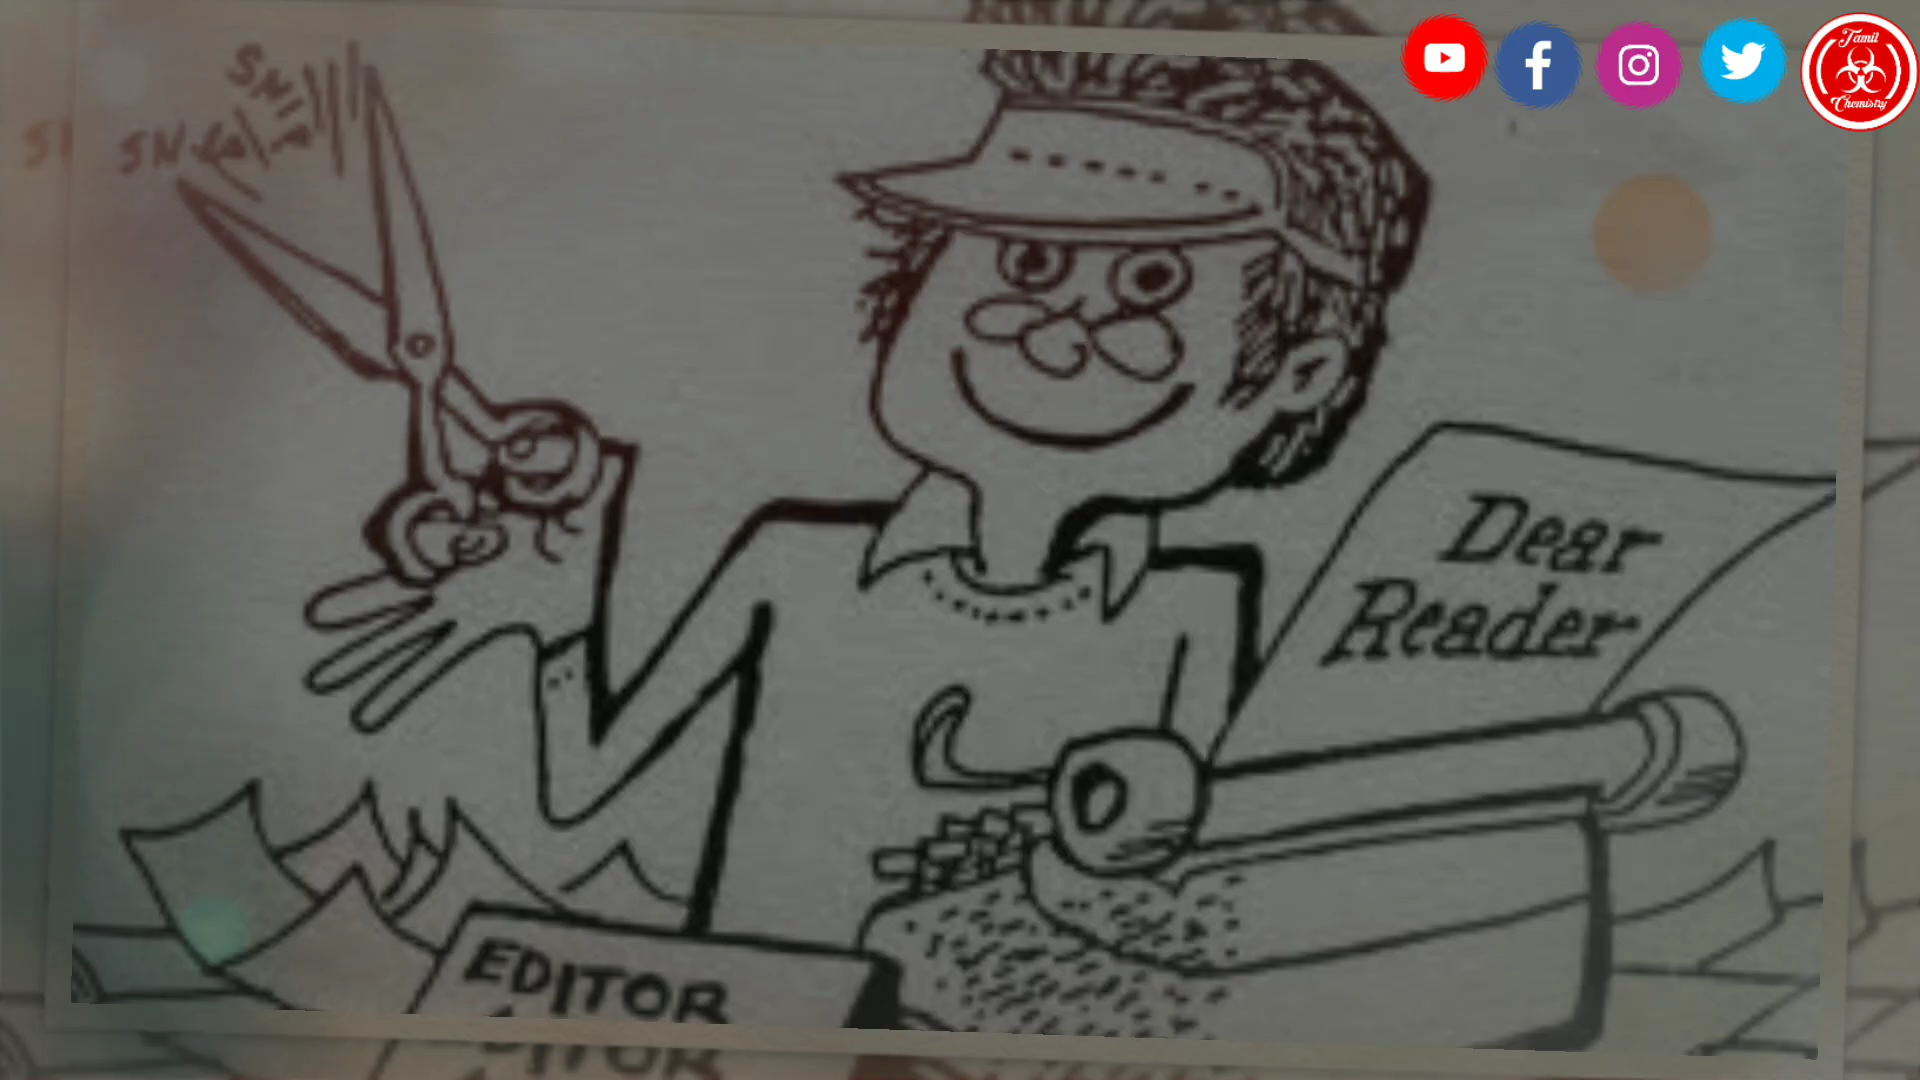 SNIP
SNIP
Tamil
Chemistry
Dear
Reader
EDITOR